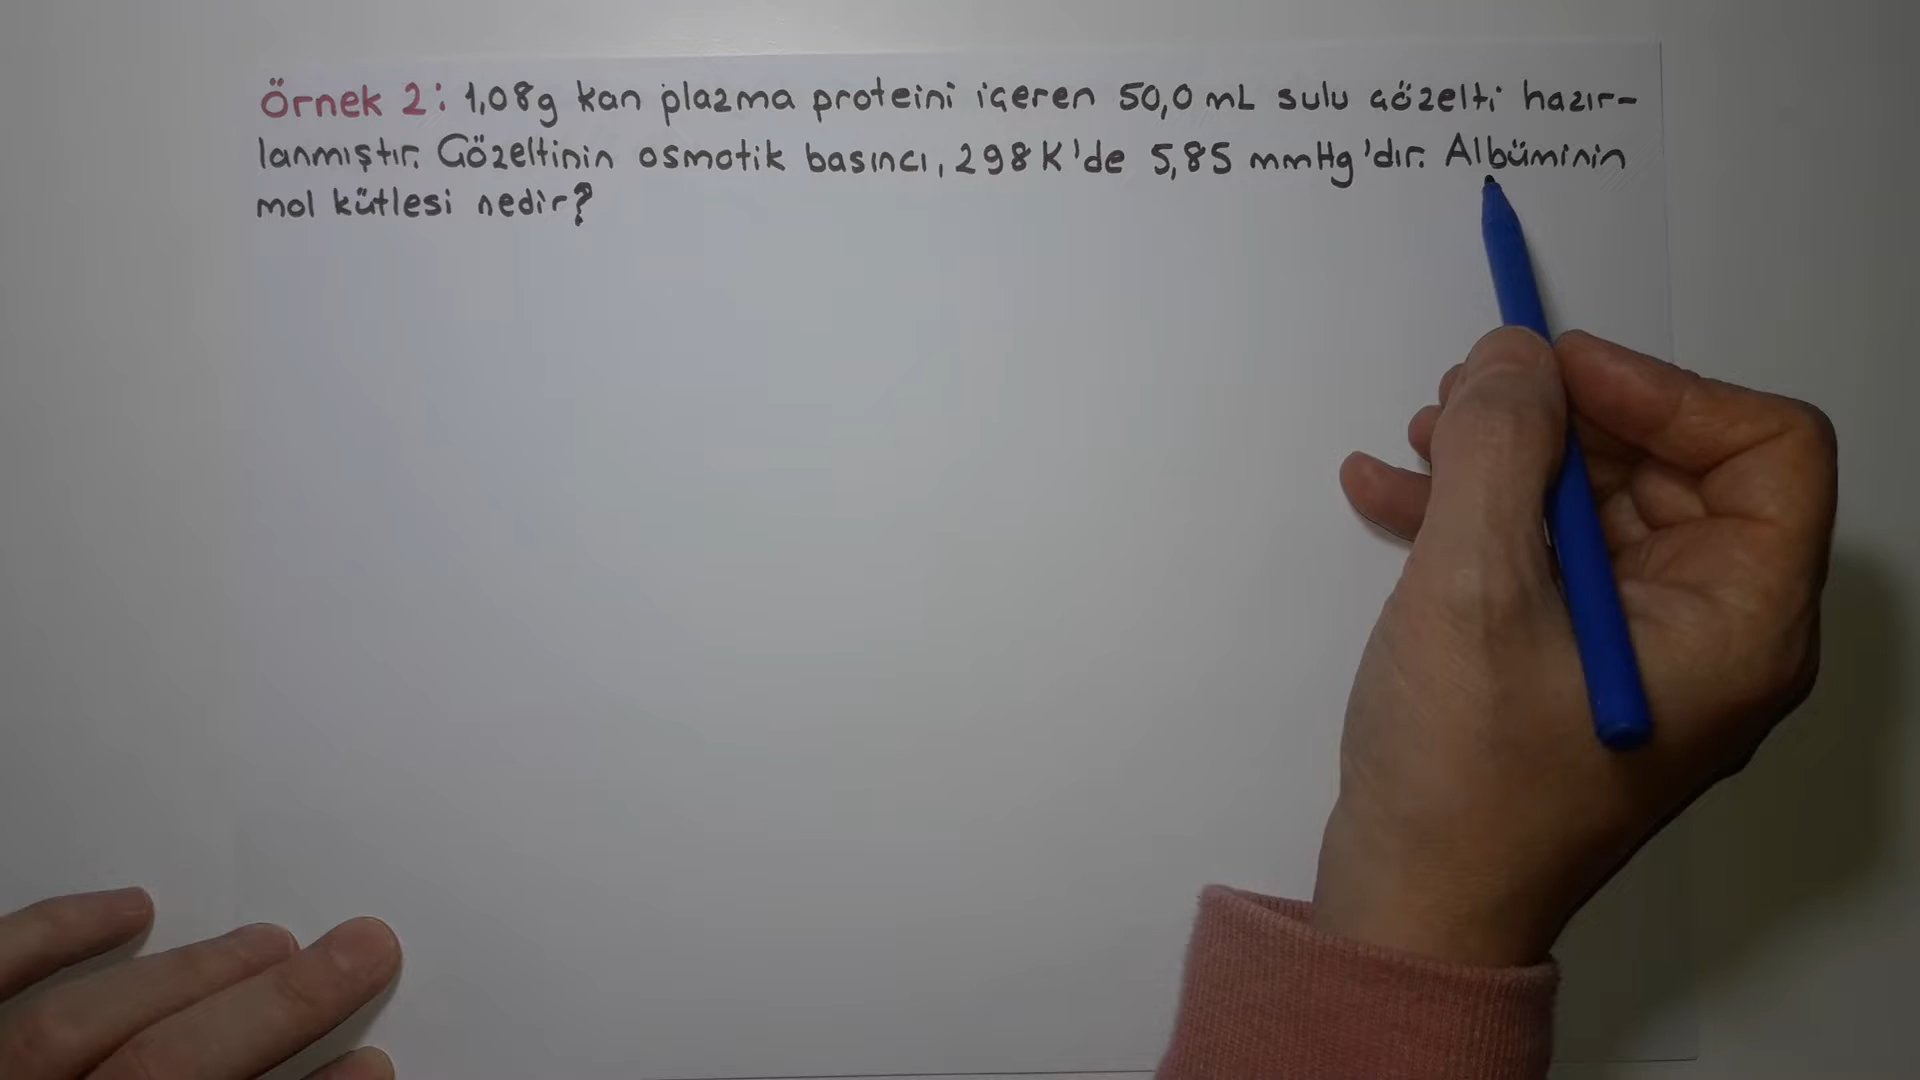 Örnek 2: 1,08g kan plazma proteini içeren 50,0 mL sulu çözelti hazır-
lanmıştır. Çözeltinin osmotik basıncı, 298K'de 5,85 mmHg'dır. Albüminin
mol kütlesi nedir?